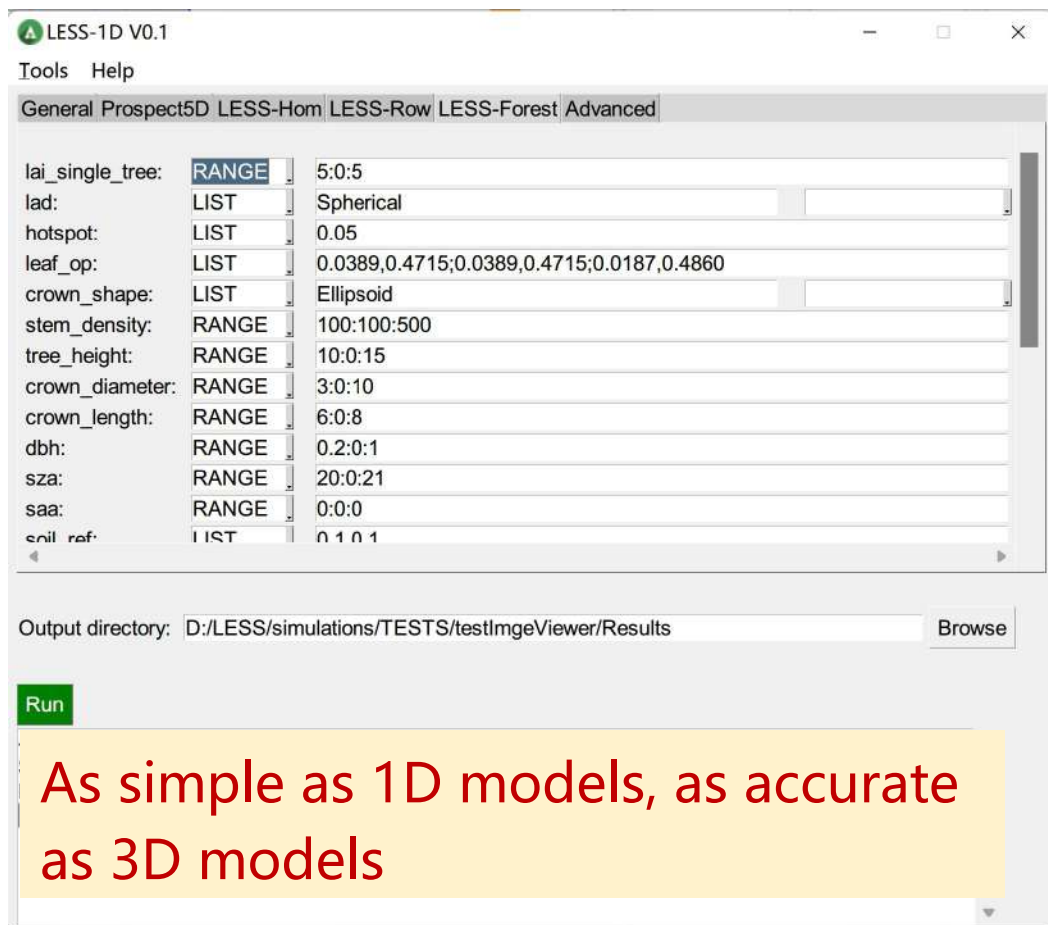 LESS-1D V0.1
Tools Help
General Prospect5D LESS-Hom LESS-Row LESS-Forest Advanced
lai_single_tree: RANGE 5:0:5
lad: LIST Spherical
hotspot: LIST 0.05
leaf_op: LIST 0.0389,0.4715;0.0389,0.4715;0.0187,0.4860
crown_shape: LIST Ellipsoid
stem_density: RANGE 100:100:500
tree_height: RANGE 10:0:15
crown_diameter: RANGE 3:0:10
crown_length: RANGE 6:0:8
dbh: RANGE 0.2:0:1
sza: RANGE 20:0:21
saa: RANGE 0:0:0
soil_ref: LIST
Output directory: D:/LESS/simulations/TESTS/testImgeViewer/Results Browse
Run
As simple as 1D models, as accurate
as 3D models